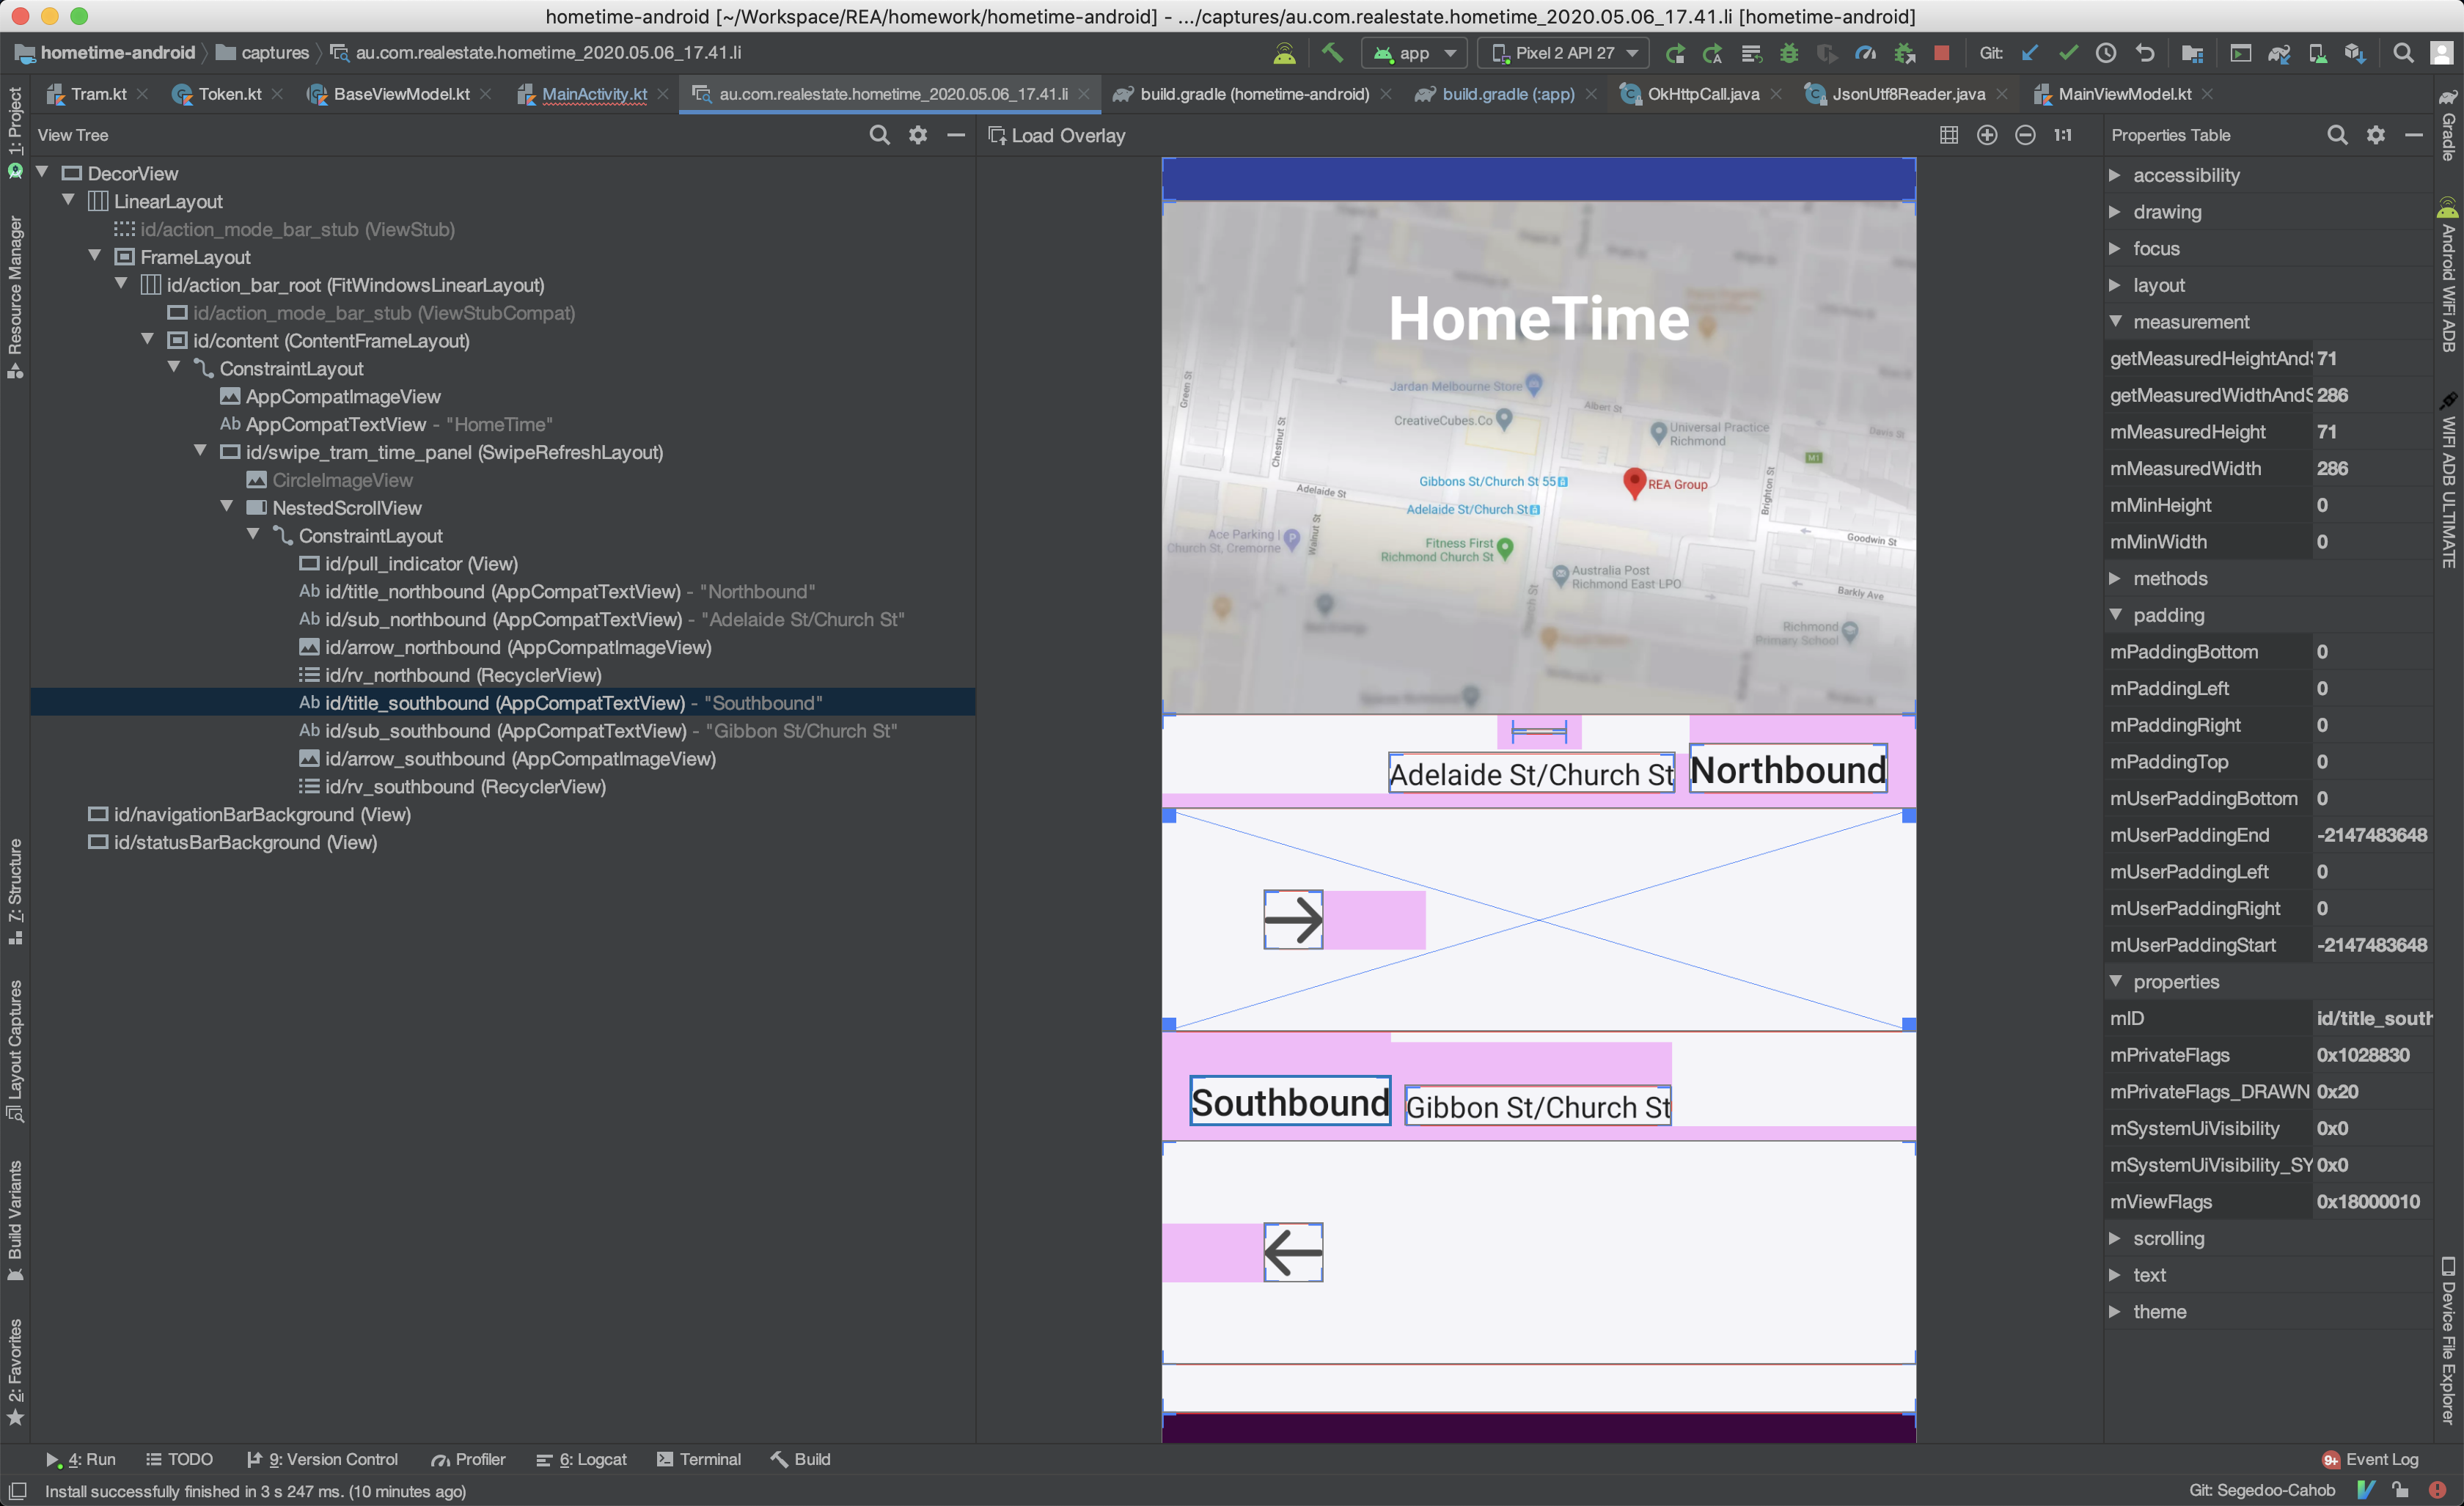 hometime-android [~/Workspace/REA/homework/hometime-android] - .../captures/au.com.realestate.hometime_2020.05.06_17.41.li [hometime-android]
hometime-android captures au.com.realestate.hometime_2020.05.06_17.41.li app Pixel 2 API 27 Git:
Tram.kt Token.kt BaseViewModel.kt MainActivity.kt au.com.realestate.hometime_2020.05.06_17.41.li build.gradle (hometime-android) build.gradle (:app) OkHttpCall.java JsonUtf8Reader.java MainViewModel.kt
1: Project
Resource Manager
7: Structure
Layout Captures
Build Variants
2: Favorites
View Tree
DecorView
LinearLayout
id/action_mode_bar_stub (ViewStub)
FrameLayout
id/action_bar_root (FitWindowsLinearLayout)
id/action_mode_bar_stub (ViewStubCompat)
id/content (ContentFrameLayout)
ConstraintLayout
AppCompatImageView
Ab AppCompatTextView - "HomeTime"
id/swipe_tram_time_panel (SwipeRefreshLayout)
CircleImageView
NestedScrollView
ConstraintLayout
id/pull_indicator (View)
Ab id/title_northbound (AppCompatTextView) - "Northbound"
Ab id/sub_northbound (AppCompatTextView) - "Adelaide St/Church St"
id/arrow_northbound (AppCompatImageView)
id/rv_northbound (RecyclerView)
Ab id/title_southbound (AppCompatTextView) - "Southbound"
Ab id/sub_southbound (AppCompatTextView) - "Gibbon St/Church St"
id/arrow_southbound (AppCompatImageView)
id/rv_southbound (RecyclerView)
id/navigationBarBackground (View)
id/statusBarBackground (View)
Load Overlay 1:1
HomeTime
Jardan Melbourne Store
Green St
CreativeCubes.Co
Albert St
Universal Practice
Richmond
Davis St
Chestnut St
M1
Gibbons St/Church St 55
REA Group
Brighton St
Adelaide St
Adelaide St/Church St
Ace Parking |
Church St, Cremorne
Walnut St
Fitness First
Richmond Church St
Goodwin St
Australia Post
Richmond East LPO
Barkly Ave
Church St
Richmond
Primary School
Adelaide St/Church St Northbound
Southbound Gibbon St/Church St
Properties Table
accessibility
drawing
focus
layout
measurement
getMeasuredHeightAndS 71
getMeasuredWidthAndS 286
mMeasuredHeight 71
mMeasuredWidth 286
mMinHeight 0
mMinWidth 0
methods
padding
mPaddingBottom 0
mPaddingLeft 0
mPaddingRight 0
mPaddingTop 0
mUserPaddingBottom 0
mUserPaddingEnd -2147483648
mUserPaddingLeft 0
mUserPaddingRight 0
mUserPaddingStart -2147483648
properties
mID id/title_south
mPrivateFlags 0x1028830
mPrivateFlags_DRAWN 0x20
mSystemUiVisibility 0x0
mSystemUiVisibility_SY 0x0
mViewFlags 0x18000010
scrolling
text
theme
Gradle
Android WiFi ADB
WIFI ADB ULTIMATE
Device File Explorer
4: Run TODO 9: Version Control Profiler 6: Logcat Terminal Build 9+ Event Log
Install successfully finished in 3 s 247 ms. (10 minutes ago) Git: Segedoo-Cahob